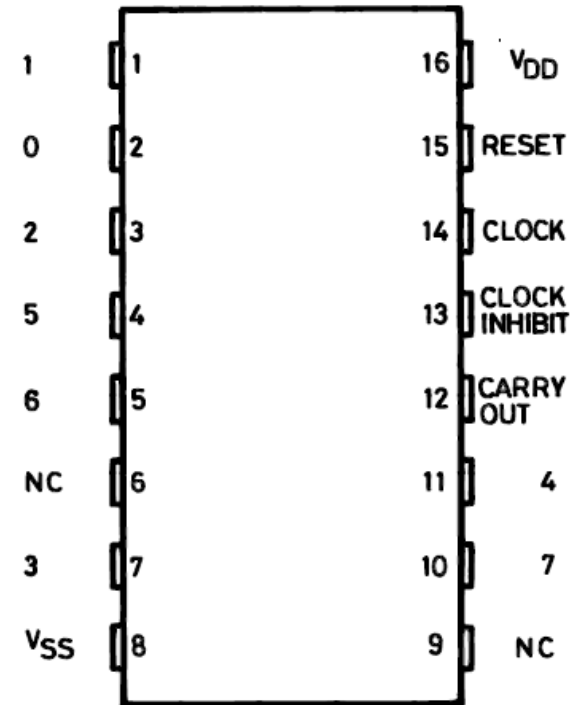 1 1 16 VDD
0 2 15 RESET
2 3 14 CLOCK
5 4 13 CLOCK INHIBIT
6 5 12 CARRY OUT
NC 6 11 4
3 7 10 7
VSS 8 9 NC